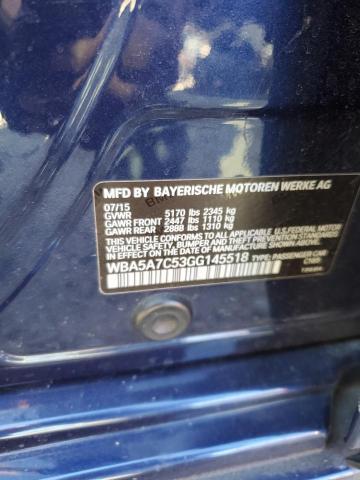 MFD BY BAYERISCHE MOTOREN WERKE AG
07/15
GVWR 5170 lbs 2345 kg
GAWR FRONT 2447 lbs 1110 kg
GAWR REAR 2888 lbs 1310 kg
THIS VEHICLE CONFORMS TO ALL APPLICABLE
U.S. FEDERAL MOTOR VEHICLE SAFETY, BUMPER, AND
THEFT PREVENTION STANDARDS IN
EFFECT ON THE DATE OF MANUFACTURE SHOWN ABOVE.
WBA5A7C53GG145518 TYPE: PASSENGER CAR